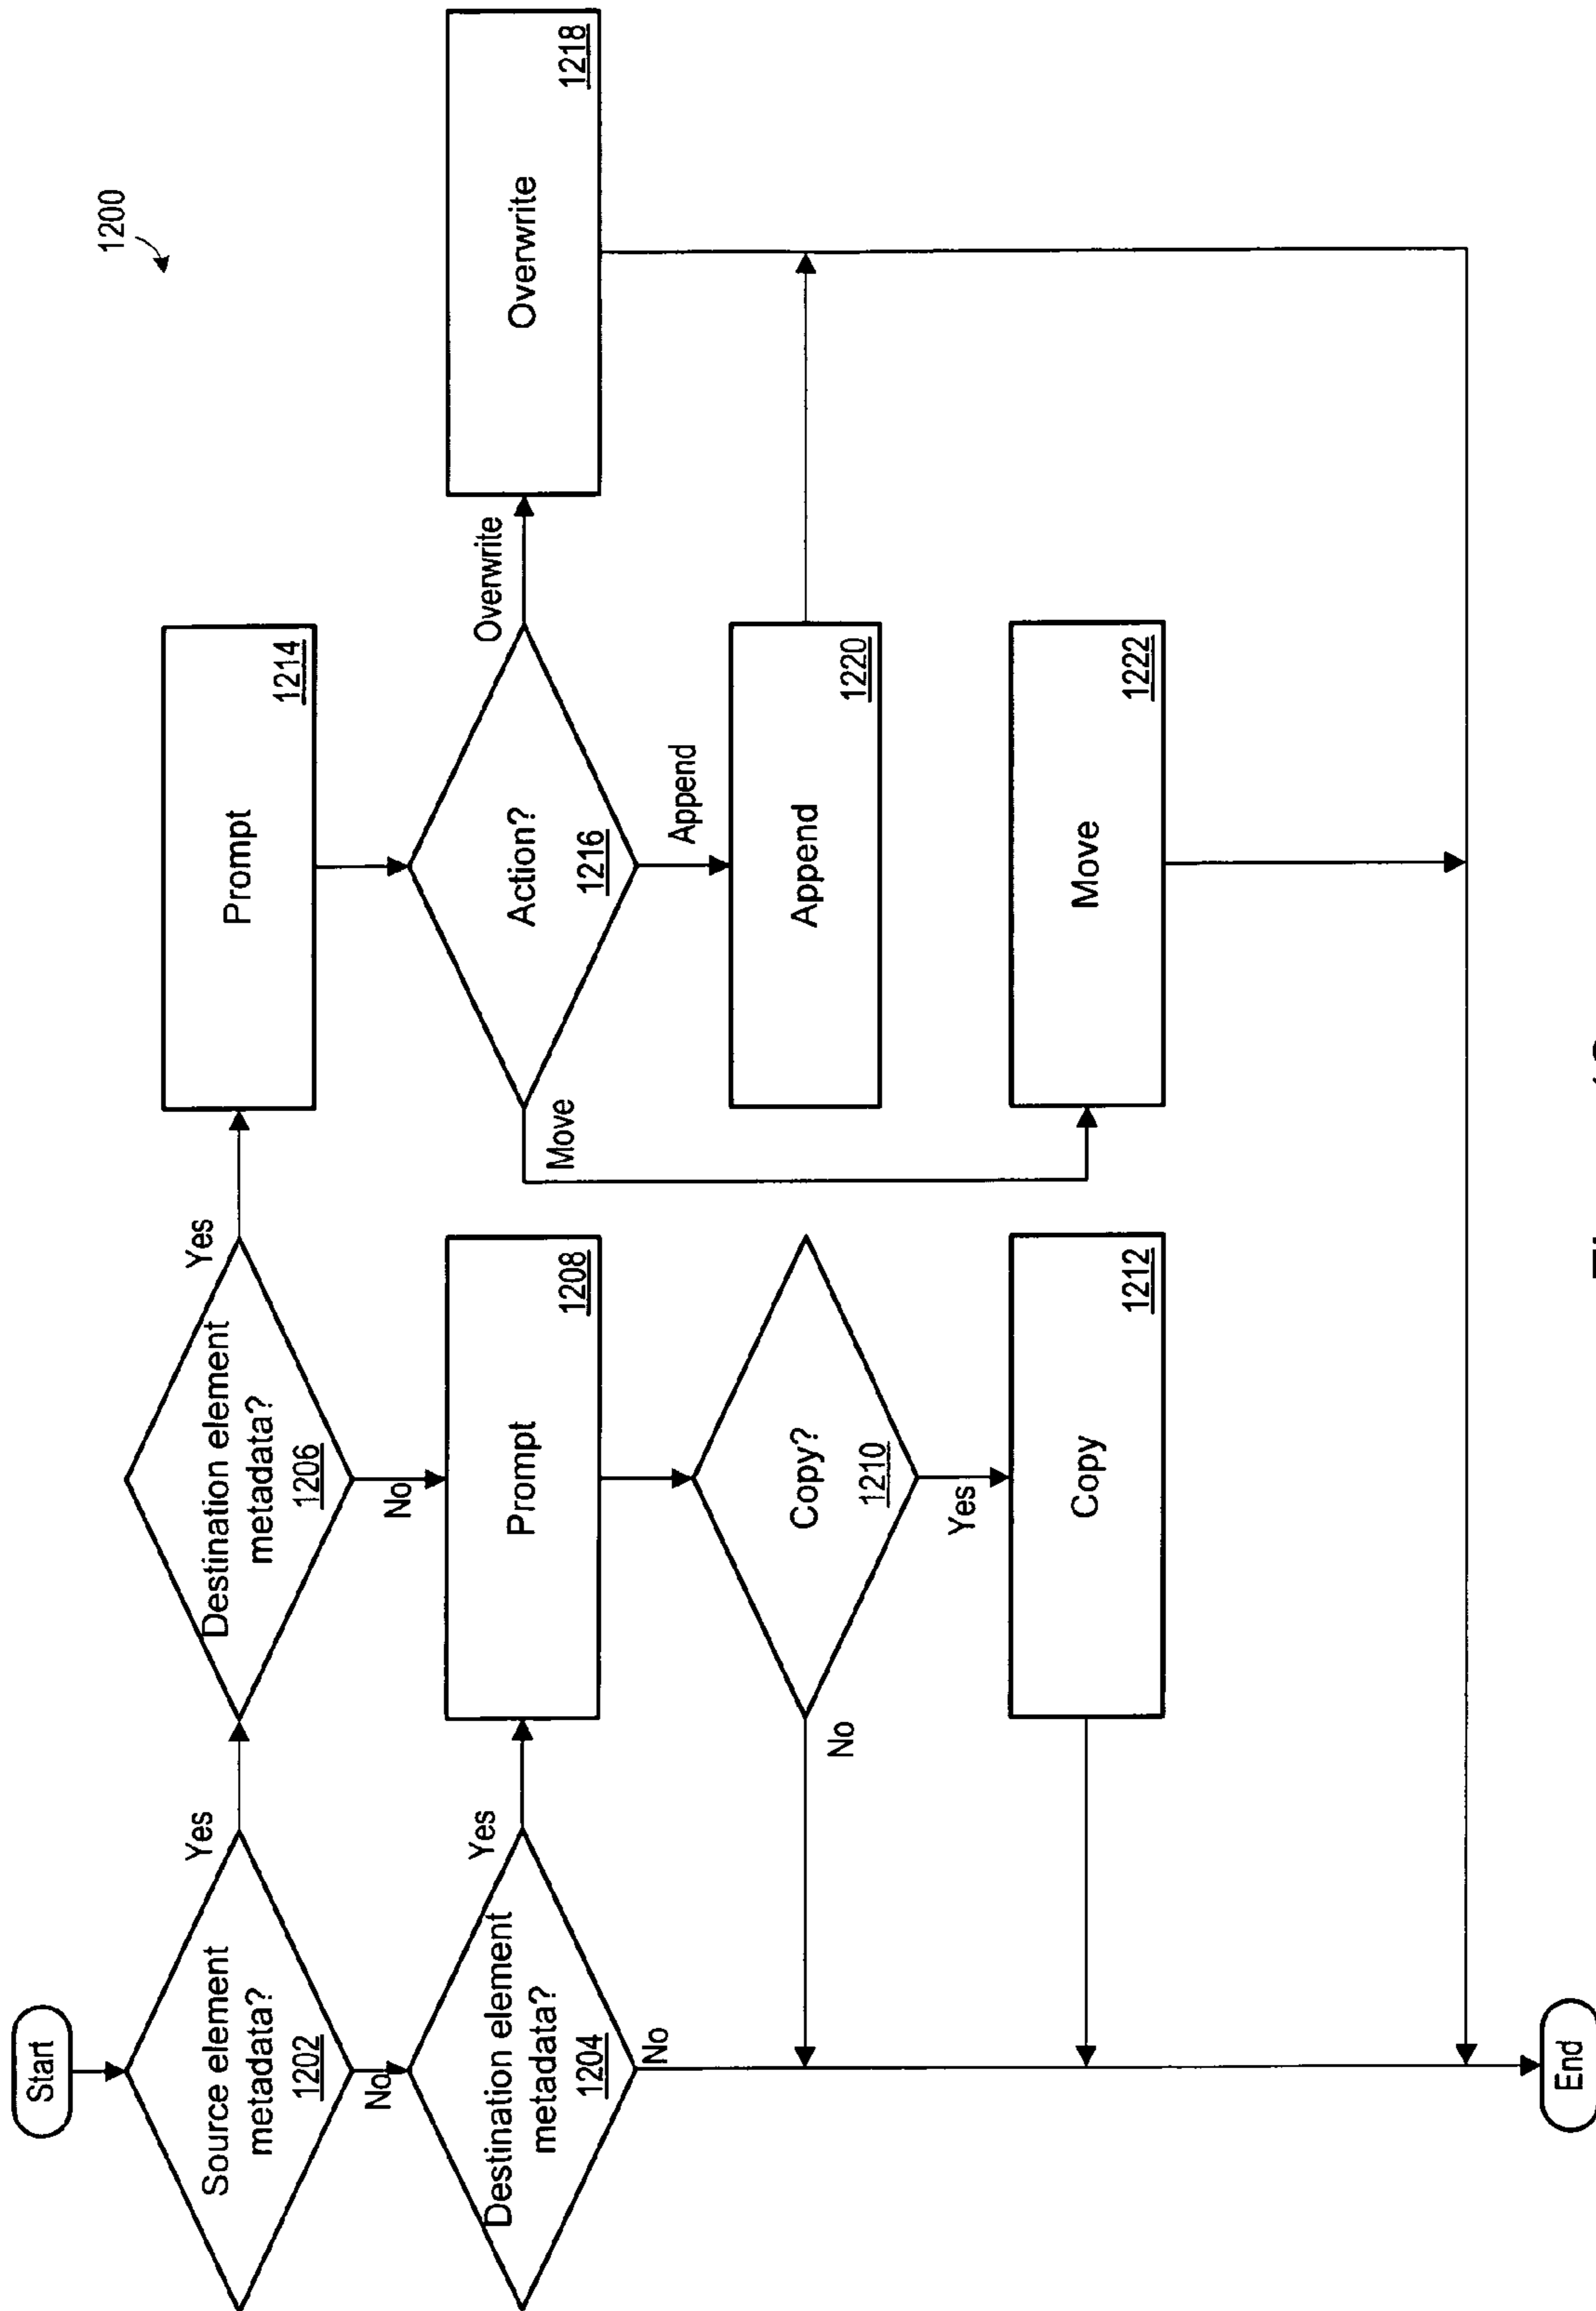 Start
1200
Source element
metadata?
1202
Yes
Destination element
metadata?
1206
Yes
Prompt
1214
No
No
Destination element
metadata?
1204
Yes
Prompt
1208
Move
Action?
1216
Overwrite
Overwrite
1218
No
Append
No
Copy?
1210
Yes
Append
1220
Copy
1212
Move
1222
End